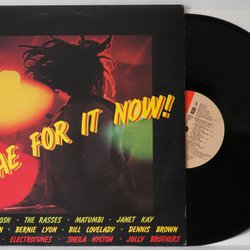 AE FOR IT NOW!
OSH · THE RASSES · MATUMBI · JANET KAY
N · BERNIE LYON · BILL LOVELADY · DENNIS BROWN
ELECTROTUNES · SHEILA HYLTON · JOLLY BROTHERS